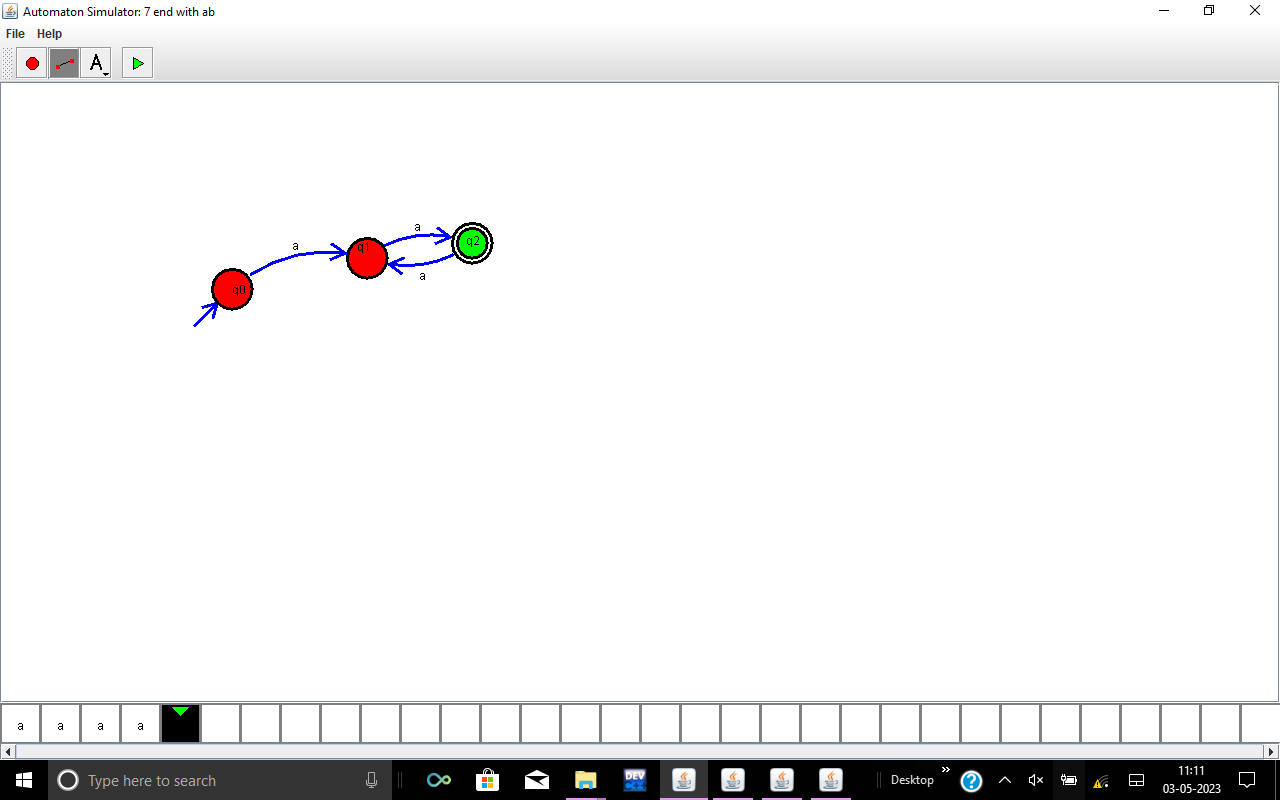 Automaton Simulator: 7 end with ab
File Help
A
a
a
q2
q1
a
a
q0
a a a a
Type here to search
DEV
Desktop
»
?
11:11
03-05-2023